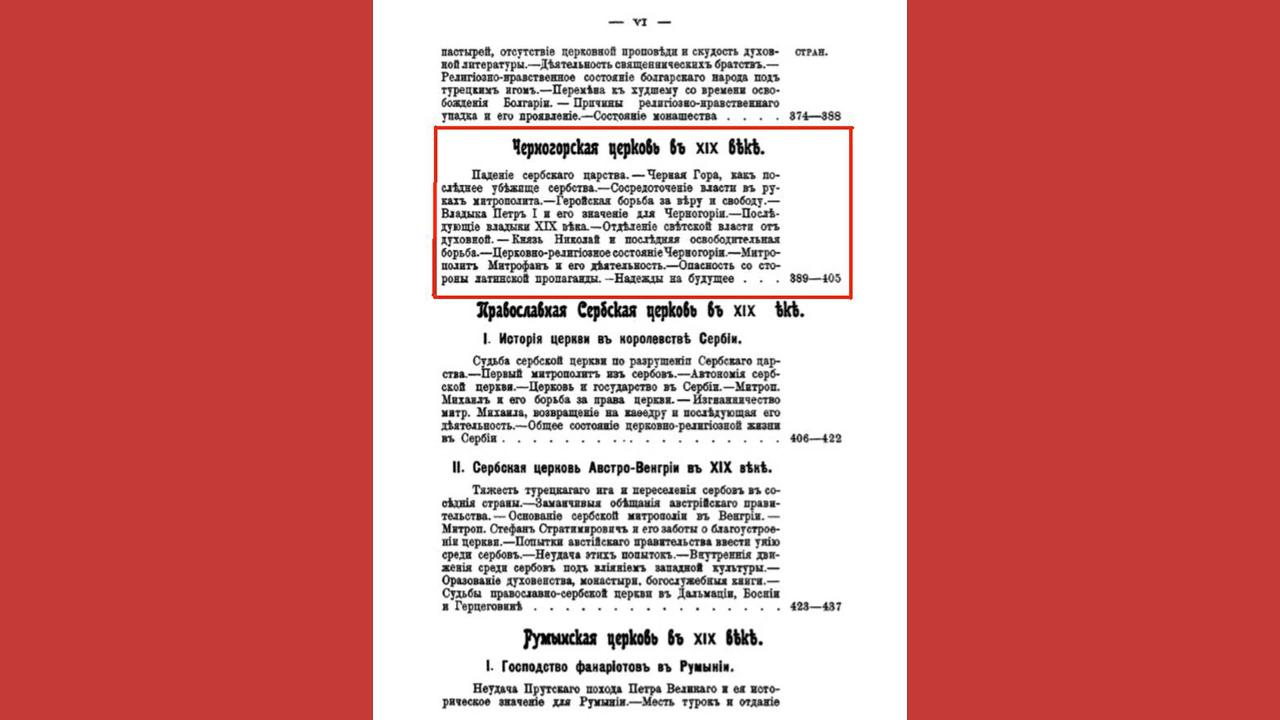 — VI —
пастырей, отсутствіе церковной проповѣди и скудость духов- СТРАН.
ной литературы.—Дѣятельность священническихъ братствъ.—
Религіозно-нравственное состояніе болгарскаго народа подъ
турецкимъ игомъ.—Перемѣна къ худшему со времени осво-
божденія Болгаріи. — Причины религіозно-нравственнаго
упадка и его проявленіе.—Состояніе монашества . . . . 374—388
Черногорская церковь въ XIX вѣкѣ.
Паденіе сербскаго царства. — Черная Гора, какъ по-
слѣднее убѣжище сербства.—Сосредоточеніе власти въ ру-
кахъ митрополита.—Геройская борьба за вѣру и свободу.—
Владыка Петръ I и его значеніе для Черногоріи.—Послѣ-
дующіе владыки XIX вѣка.—Отдѣленіе свѣтской власти отъ
духовной. — Князь Николай и послѣдняя освободительная
борьба.—Церковно-религіозное состояніе Черногоріи.—Митро-
политъ Митрофанъ и его дѣятельность.—Опасность со сто-
роны латинской пропаганды. —Надежды на будущее . . . 389—405
Православная Сербская церковь въ XIX ѣкѣ.
I. Исторія церкви въ королевствѣ Сербіи.
Судьба сербской церкви по разрушеніи Сербскаго цар-
ства.—Первый митрополитъ изъ сербовъ.—Автономія серб-
ской церкви.—Церковь и государство въ Сербіи.—Митроп.
Михаилъ и его борьба за права церкви. — Изгнанничество
митр. Михаила, возвращеніе на каѳедру и послѣдующая его
дѣятельность.—Общее состояніе церковно-религіозной жизни
въ Сербіи . . . . . . . . . . . . . . . . . . 406—422
II. Сербская церковь Австро-Венгріи въ XIX вѣкѣ.
Тяжесть турецкагаго ига и переселенія сербовъ въ со-
сѣднія страны.—Заманчивыя обѣщанія австрійскаго прави-
тельства. — Основаніе сербской митрополіи въ Венгріи. —
Митроп. Стефанъ Стратимировичъ и его заботы о благоустрое-
ніи церкви.—Попытки австійскаго правительства ввести унію
среди сербовъ.—Неудача этихъ попытокъ.—Внутреннія дви-
женія среди сербовъ подъ вліяніемъ западной культуры.—
Оразованіе духовенства, монастыри, богослужебныя книги.—
Судьбы православно-сербской церкви въ Далмаціи, Босніи
и Герцеговинѣ . . . . . . . . . . . . . . . . 423—437
Румынская церковь въ XIX вѣкѣ.
I. Господство фанаріотовъ въ Румыніи.
Неудача Прутскаго похода Петра Великаго и ея исто-
рическое значеніе для Румыніи.—Месть турокъ и отданіе